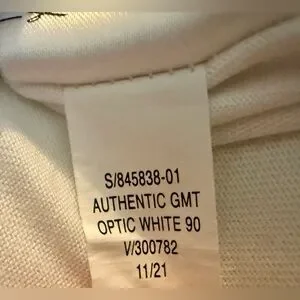 S/845838-01
AUTHENTIC GMT
OPTIC WHITE 90
V/300782
11/21